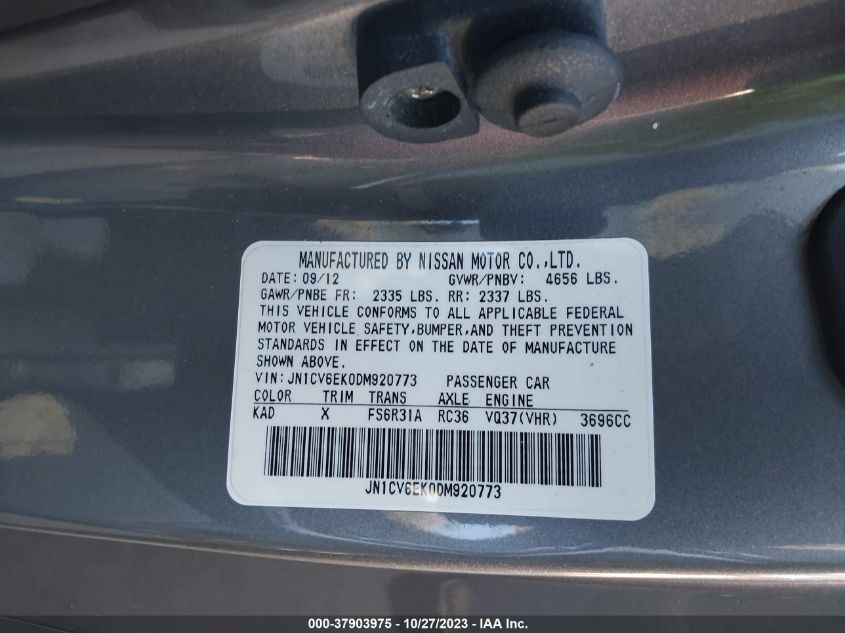 MANUFACTURED BY NISSAN MOTOR CO.,LTD.
DATE: 09/12 GVWR/PNBV: 4656 LBS.
GAWR/PNBE FR: 2335 LBS. RR: 2337 LBS.
THIS VEHICLE CONFORMS TO ALL APPLICABLE FEDERAL
MOTOR VEHICLE SAFETY,BUMPER,AND THEFT PREVENTION
STANDARDS IN EFFECT ON THE DATE OF MANUFACTURE
SHOWN ABOVE.
VIN: JN1CV6EK0DM920773 PASSENGER CAR
COLOR TRIM TRANS AXLE ENGINE
KAD X FS6R31A RC36 VQ37(VHR) 3696CC
JN1CV6EK0DM920773
000-37903975 - 10/27/2023 - Copyright © 2023 IAA, Inc.